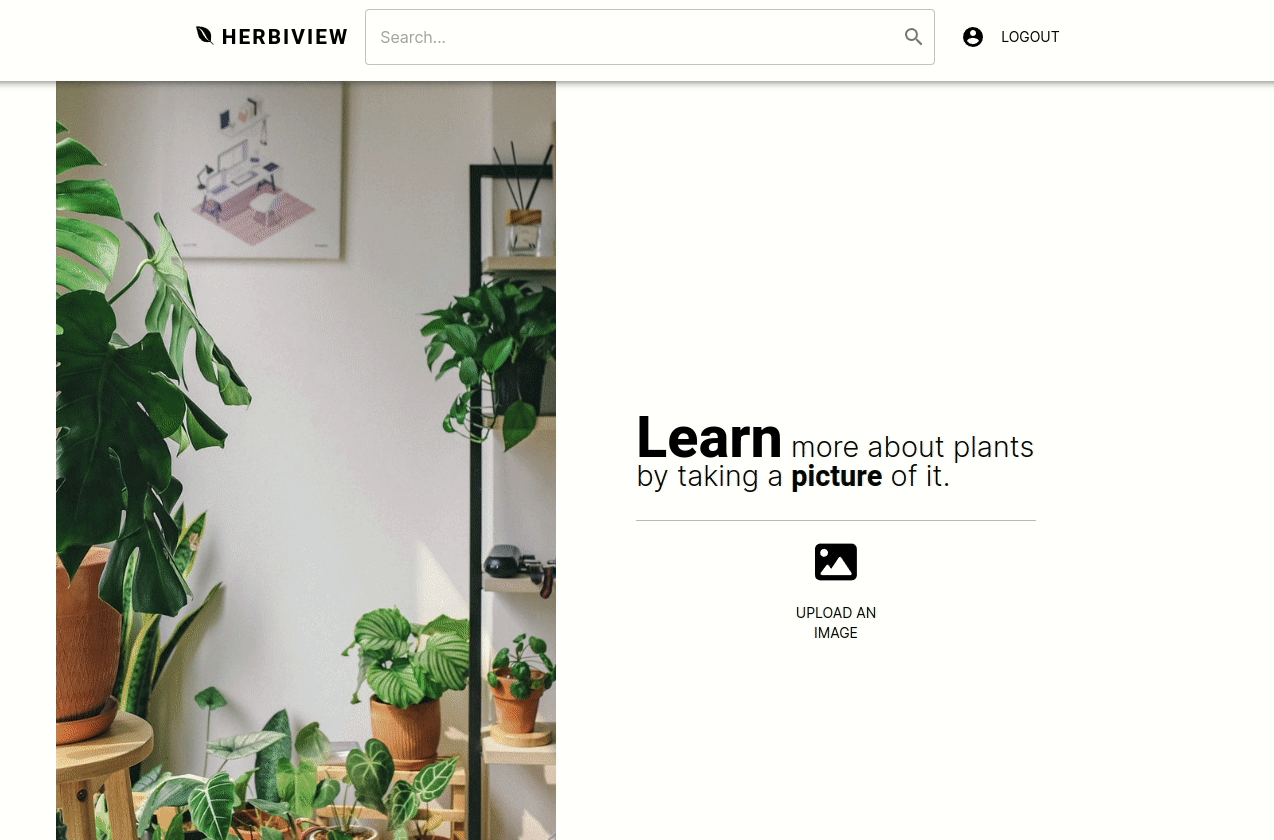 HERBIVIEW
Search...
LOGOUT
Learn more about plants
by taking a picture of it.
UPLOAD AN
IMAGE